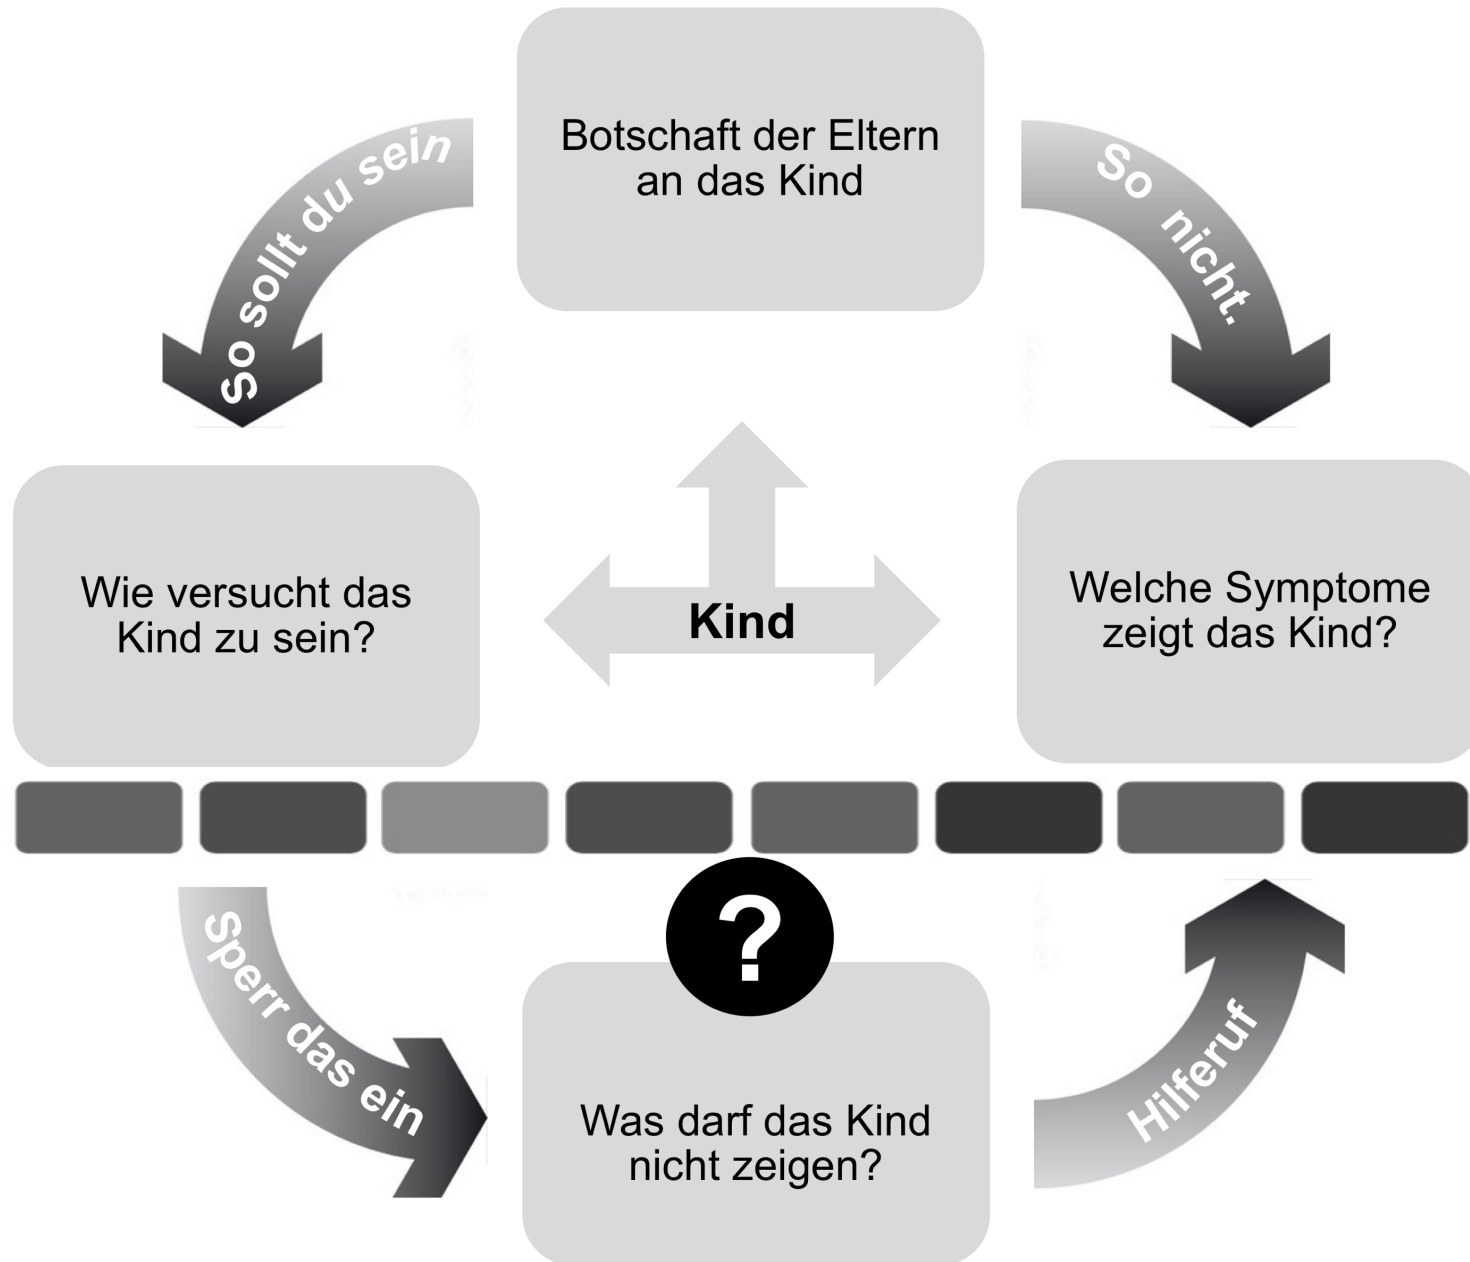 Botschaft der Eltern
an das Kind
So sollt du sein
So nicht.
Wie versucht das
Kind zu sein?
Kind
Welche Symptome
zeigt das Kind?
?
Sperr das ein
Was darf das Kind
nicht zeigen?
Hilferuf